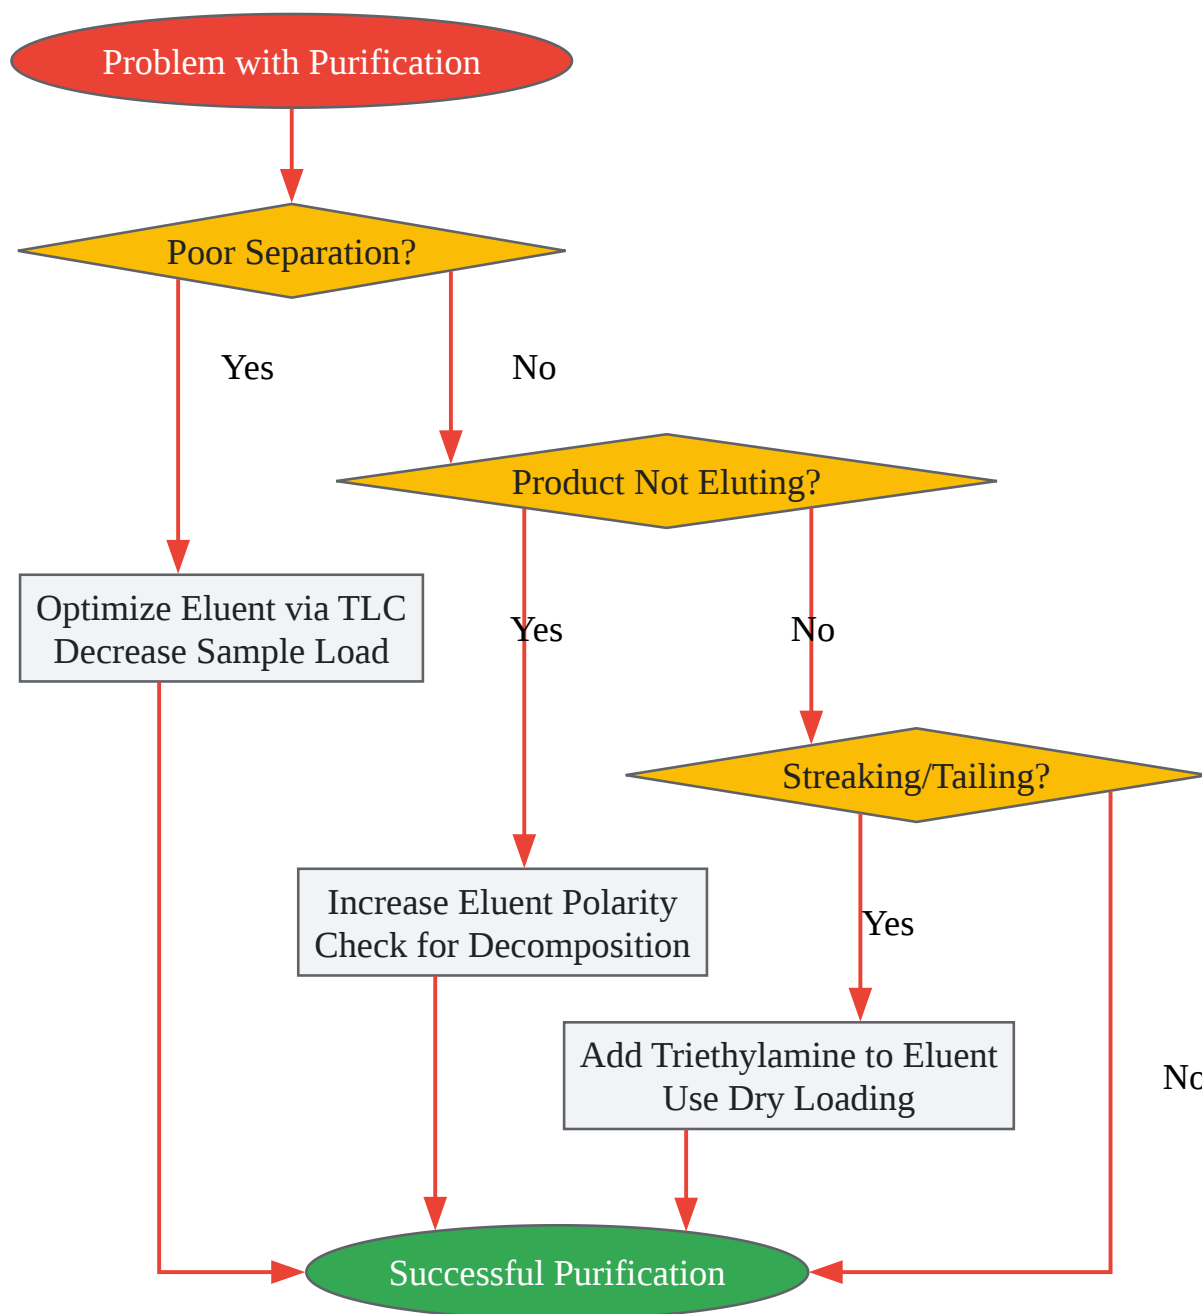 Problem with Purification
Poor Separation?
Yes
No
Product Not Eluting?
Optimize Eluent via TLC
Decrease Sample Load
Yes
No
Streaking/Tailing?
Increase Eluent Polarity
Check for Decomposition
Yes
Add Triethylamine to Eluent
Use Dry Loading
No
Successful Purification